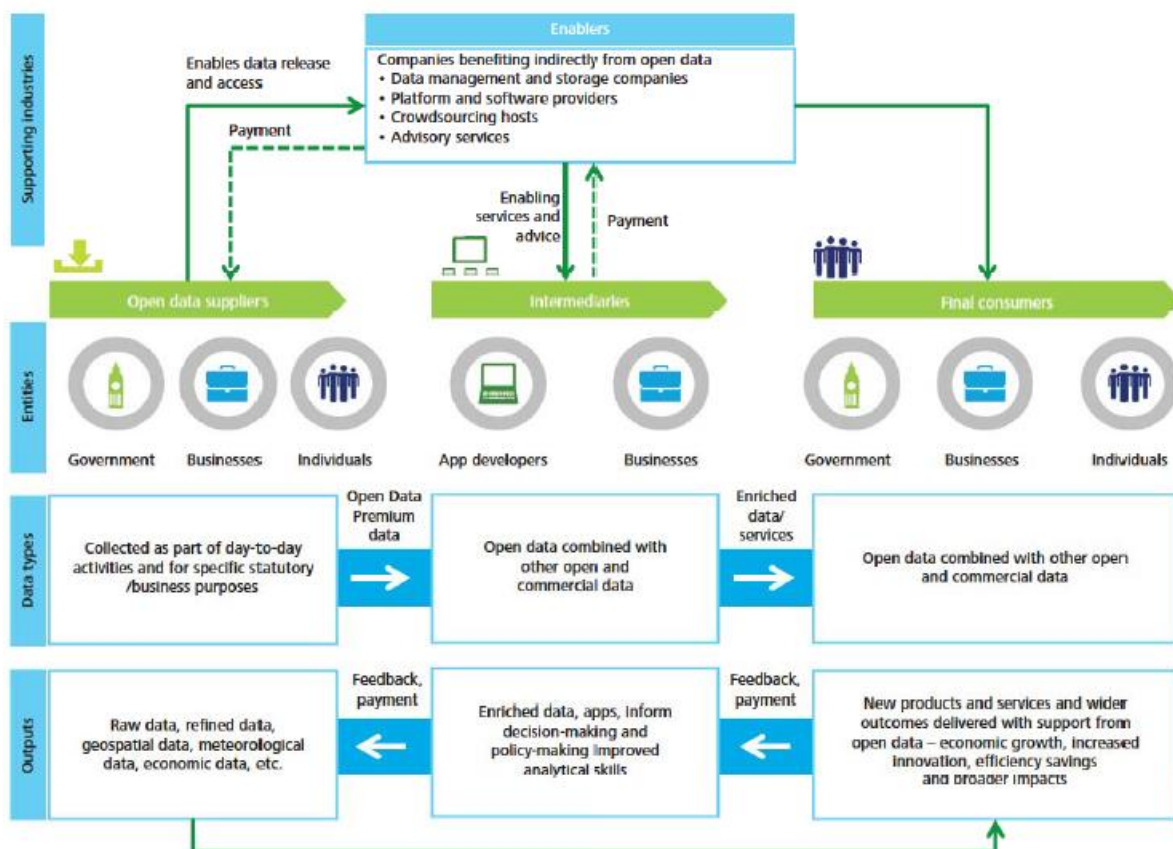 Supporting industries
Enablers
Companies benefiting indirectly from open data
• Data management and storage companies
• Platform and software providers
• Crowdsourcing hosts
• Advisory services
Enables data release
and access
Payment
Enabling
services and
advice
Payment
Open data suppliers
Intermediaries
Final consumers
Entities
Government
Businesses
Individuals
App developers
Businesses
Government
Businesses
Individuals
Data types
Collected as part of day-to-day
activities and for specific statutory
/business purposes
Open Data
Premium
data
Open data combined with
other open and
commercial data
Enriched
data/
services
Open data combined with other open
and commercial data
Outputs
Raw data, refined data,
geospatial data, meteorological
data, economic data, etc.
Feedback,
payment
Enriched data, apps, inform
decision-making and
policy-making improved
analytical skills
Feedback,
payment
New products and services and wider
outcomes delivered with support from
open data – economic growth, increased
innovation, efficiency savings
and broader impacts